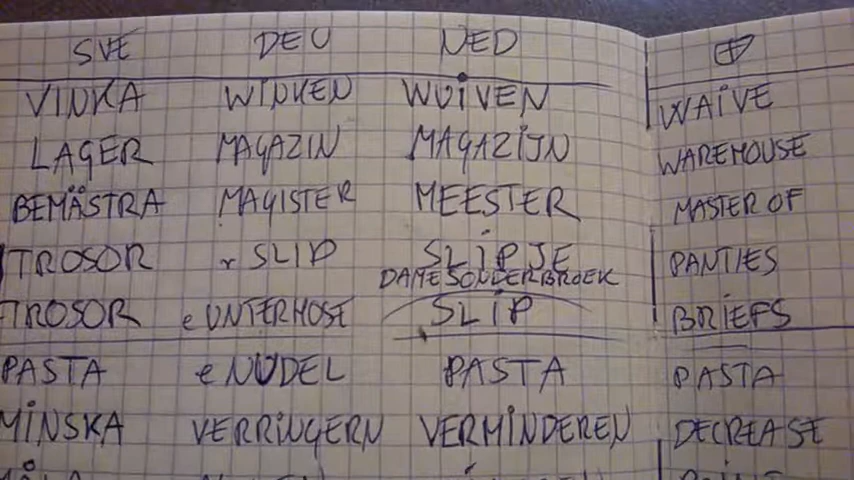 SVE DEU NED
VINKA WINKEN WUIVEN WAIVE
LAGER MAGAZIN MAGAZIJN WAREHOUSE
BEMÄSTRA MAGISTER MEESTER MASTER OF
TROSOR r SLIP SLIPJE PANTIES
DAMESONDERBROEK
TROSOR e UNTERHOSE SLIP BRIEFS
PASTA e NUDEL PASTA PASTA
MINSKA VERRINGERN VERMINDEREN DECREASE